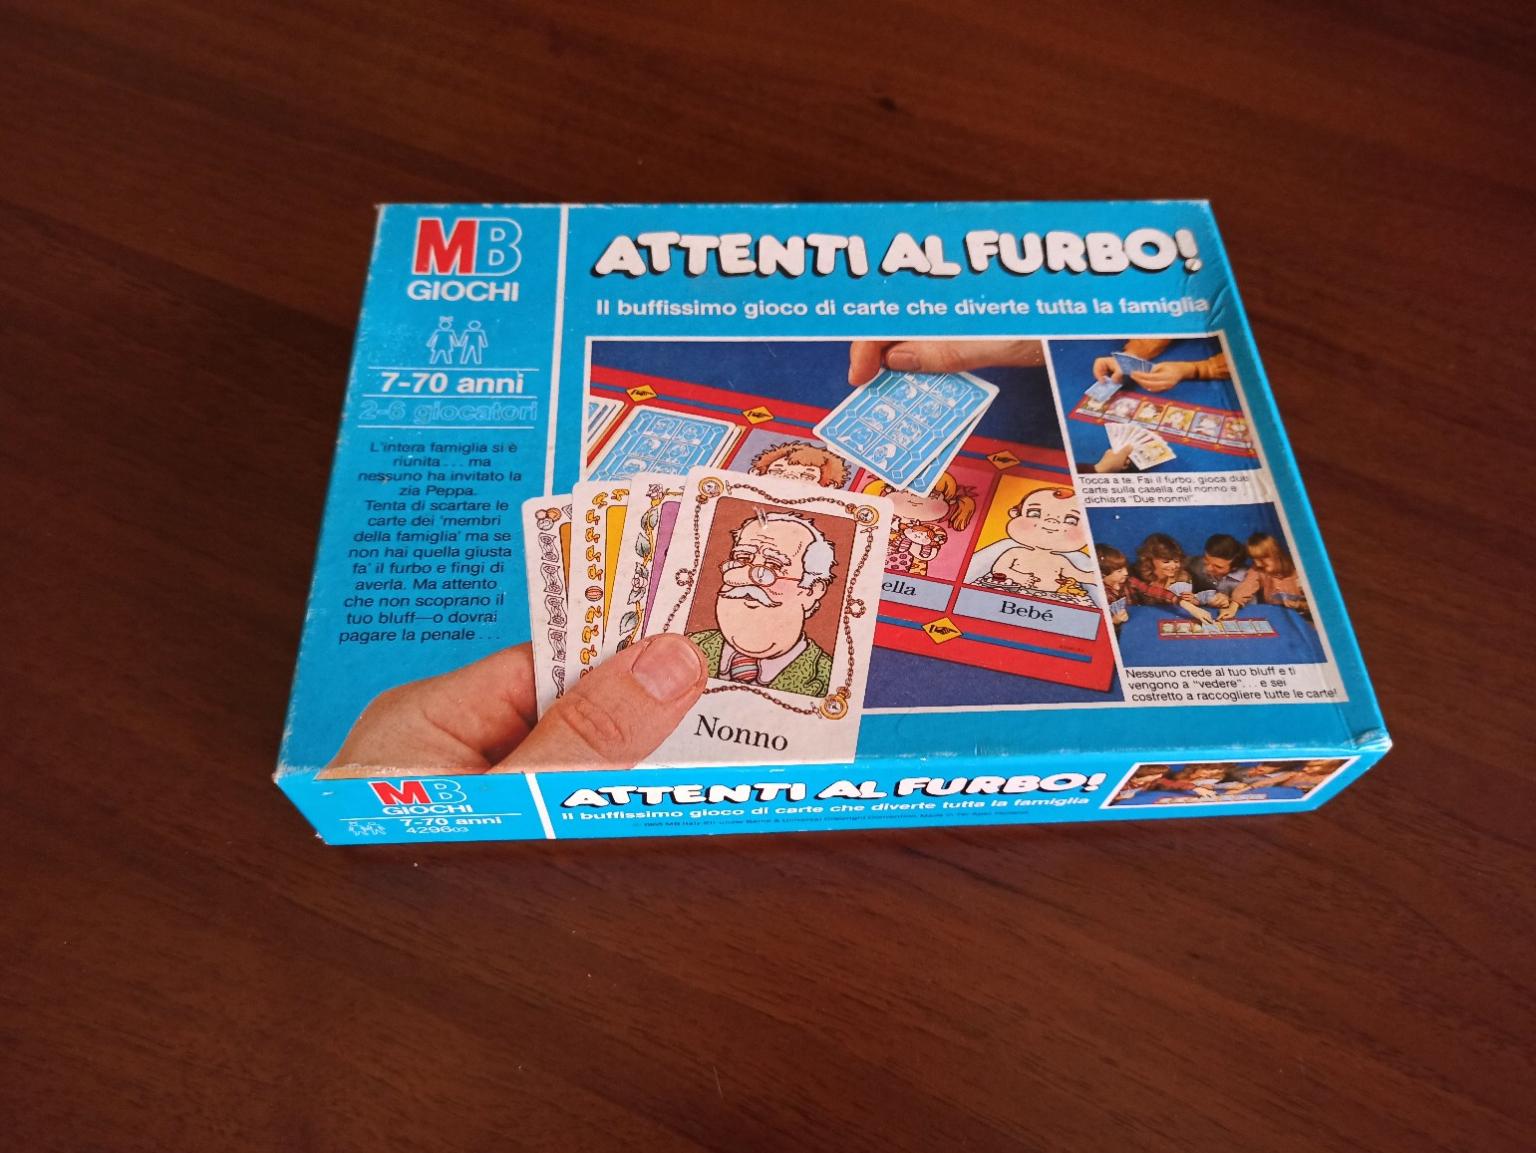 MB
GIOCHI
7-70 anni
2-6 giocatori
L'intera famiglia si è
riunita... ma
nessuno ha invitato la
zia Peppa.
Tenta di scartare le
carte dei 'membri
della famiglia' ma se
non hai quella giusta
fa' il furbo e fingi di
averla. Ma attento
che non scoprano il
tuo bluff—o dovrai
pagare la penale...
ATTENTI AL FURBO!
Il buffissimo gioco di carte che diverte tutta la famiglia
Tocca a te. Fai il furbo, gioca due
carte sulla casella del nonno e
dichiara "Due nonni!".
ella
Bebé
Nessuno crede al tuo bluff e ti
vengono a "vedere"... e sei
costretto a raccogliere tutte le carte!
Nonno
MB
GIOCHI
7-70 anni
429603
ATTENTI AL FURBO!
Il buffissimo gioco di carte che diverte tutta la famiglia